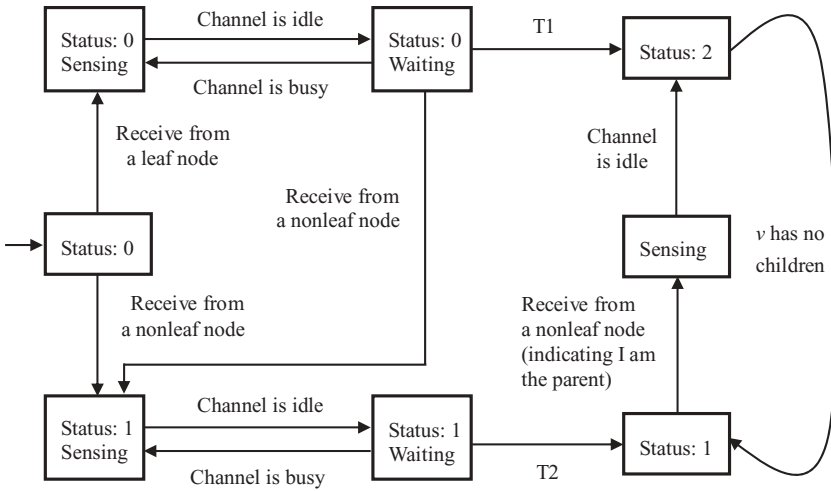 Status: 0
Sensing
Channel is idle
Channel is busy
Status: 0
Waiting
T1
Status: 2
Receive from
a leaf node
Receive from
a nonleaf node
Channel
is idle
Status: 0
Sensing
v has no
children
Receive from
a nonleaf node
Receive from
a nonleaf node
(indicating I am
the parent)
Status: 1
Sensing
Channel is idle
Channel is busy
Status: 1
Waiting
T2
Status: 1